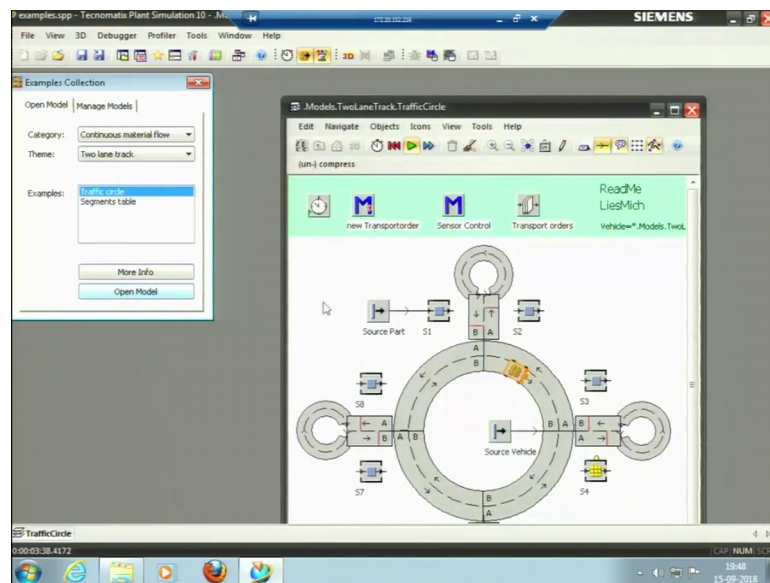 examples.spp - Tecnomatix Plant Simulation 10 - .M
172.20.152.216
SIEMENS
File View 3D Debugger Profiler Tools Window Help
Examples Collection
Open Model Manage Models
Category: Continuous material flow
Theme: Two lane track
Examples: Traffic circle
Segments table
More Info
Open Model
.Models.TwoLaneTrack.TrafficCircle
Edit Navigate Objects Icons View Tools Help
(un-) compress
ReadMe
LiesMich
new Transportorder Sensor Control Transport orders Vehicle=*.Models.TwoL
Source Part S1 S2
B A
A
B
S8 S3
A B A B
B A B A
Source Vehicle
S7 S4
B
A
TrafficCircle
0:00:03:38.4172
CAP NUM SC
19:48
15-09-2018